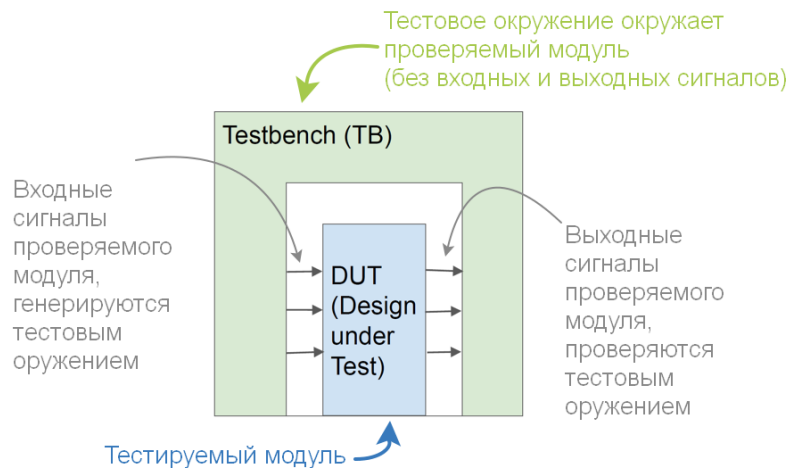 Тестовое окружение окружает
проверяемый модуль
(без входных и выходных сигналов)
Testbench (TB)
Входные
сигналы
проверяемого
модуля,
генерируются
тестовым
оружением
DUT
(Design
under
Test)
Выходные
сигналы
проверяемого
модуля,
проверяются
тестовым
оружением
Тестируемый модуль